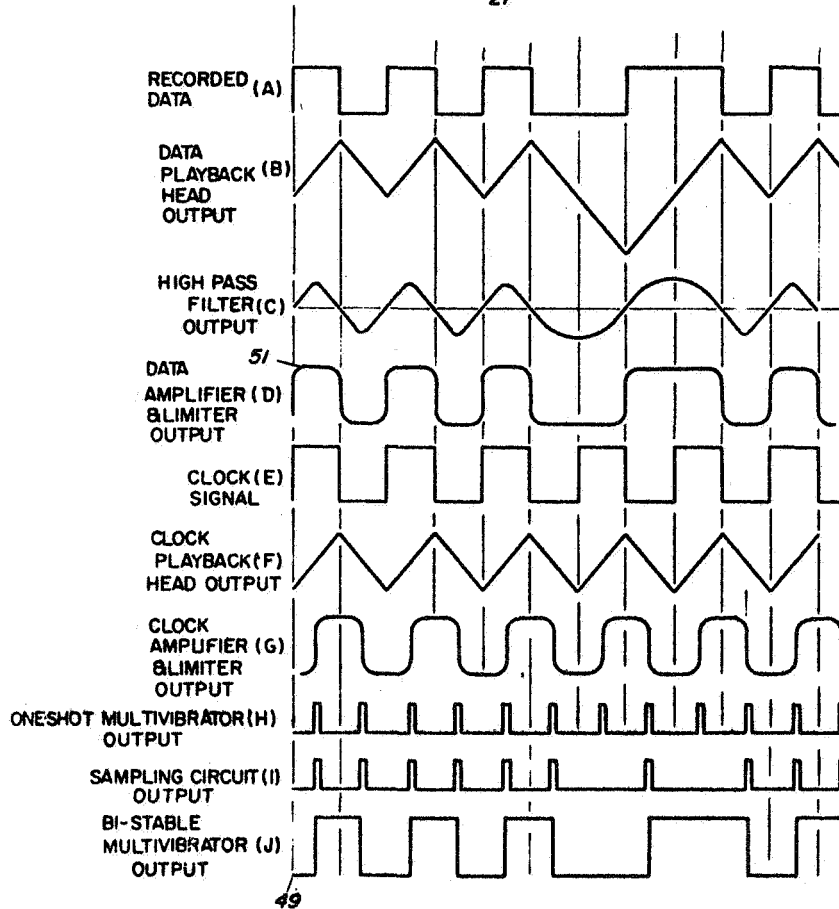 27
RECORDED (A)
DATA
DATA
PLAYBACK (B)
HEAD
OUTPUT
HIGH PASS
FILTER (C)
OUTPUT
51
DATA
AMPLIFIER (D)
&LIMITER
OUTPUT
CLOCK (E)
SIGNAL
CLOCK
PLAYBACK (F)
HEAD OUTPUT
CLOCK
AMPLIFIER (G)
&LIMITER
OUTPUT
ONESHOT MULTIVIBRATOR (H)
OUTPUT
SAMPLING CIRCUIT (I)
OUTPUT
BI-STABLE
MULTIVIBRATOR (J)
OUTPUT
49